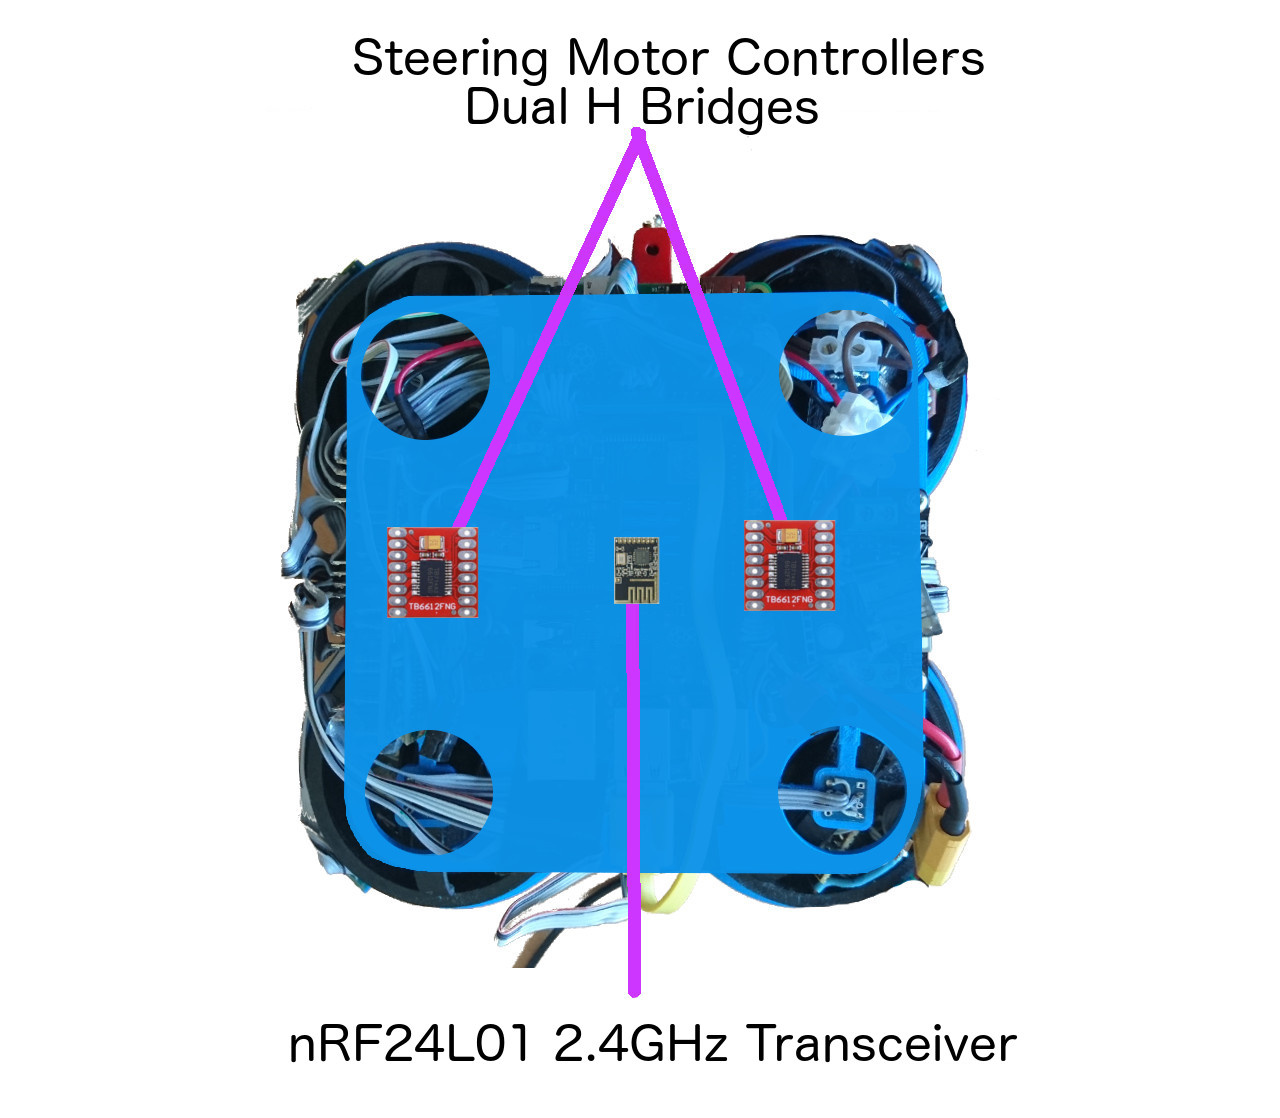 Steering Motor Controllers
Dual H Bridges
TB6612FNG
TB6612FNG
nRF24L01 2.4GHz Transceiver